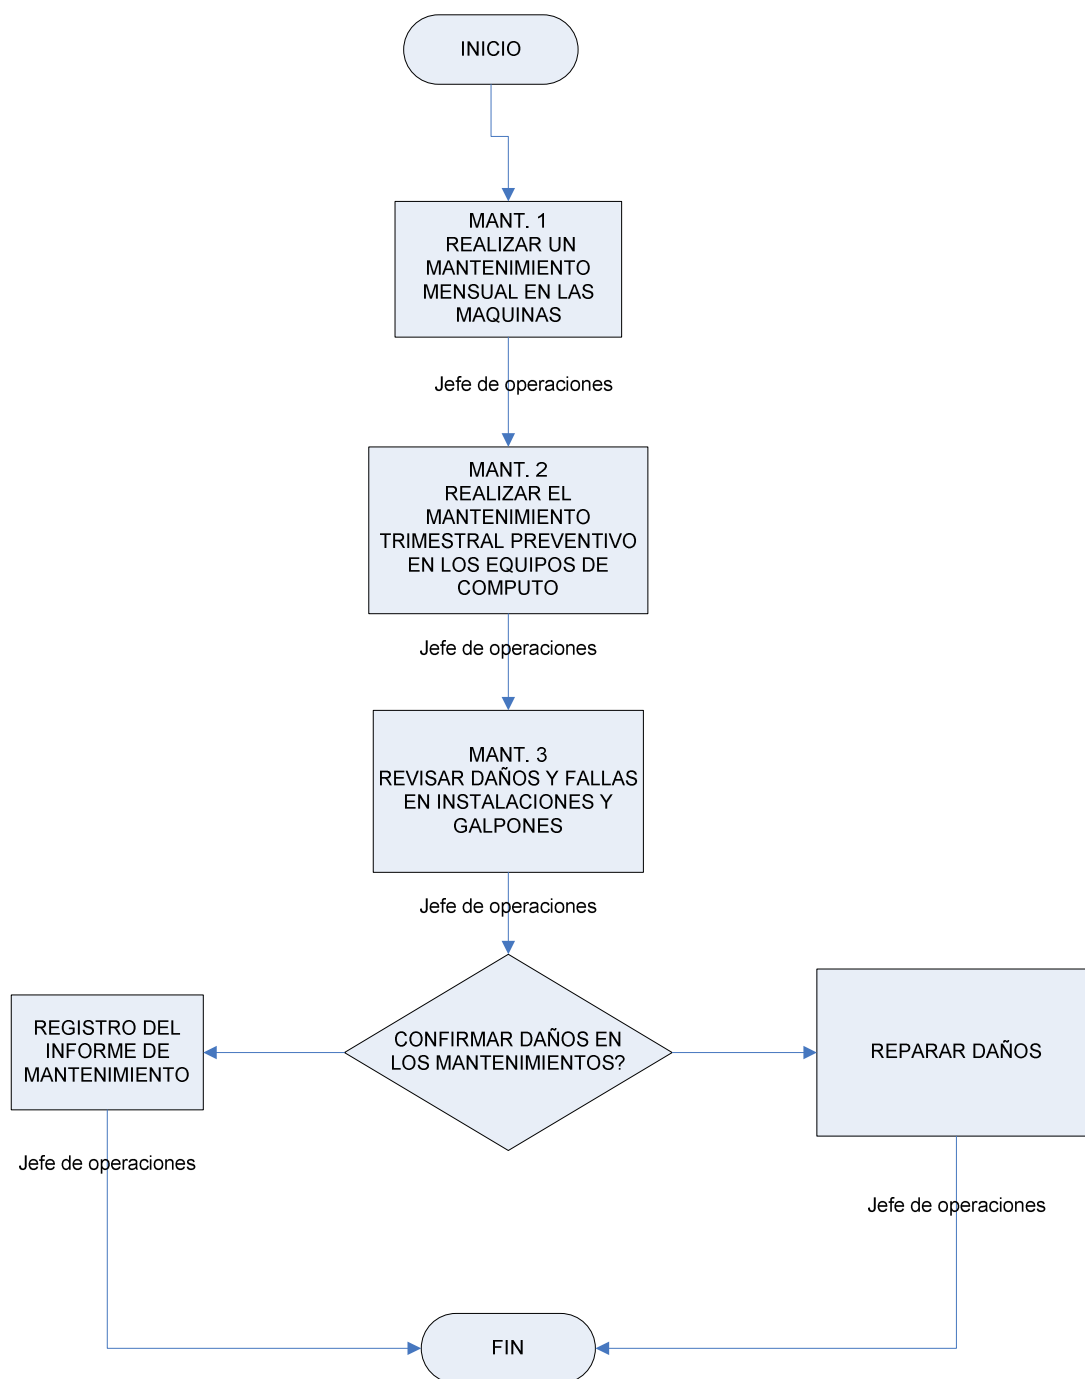 INICIO
MANT. 1
REALIZAR UN
MANTENIMIENTO
MENSUAL EN LAS
MAQUINAS
Jefe de operaciones
MANT. 2
REALIZAR EL
MANTENIMIENTO
TRIMESTRAL PREVENTIVO
EN LOS EQUIPOS DE
COMPUTO
Jefe de operaciones
MANT. 3
REVISAR DAÑOS Y FALLAS
EN INSTALACIONES Y
GALPONES
Jefe de operaciones
REGISTRO DEL
INFORME DE
MANTENIMIENTO
CONFIRMAR DAÑOS EN
LOS MANTENIMIENTOS?
REPARAR DAÑOS
Jefe de operaciones
Jefe de operaciones
FIN